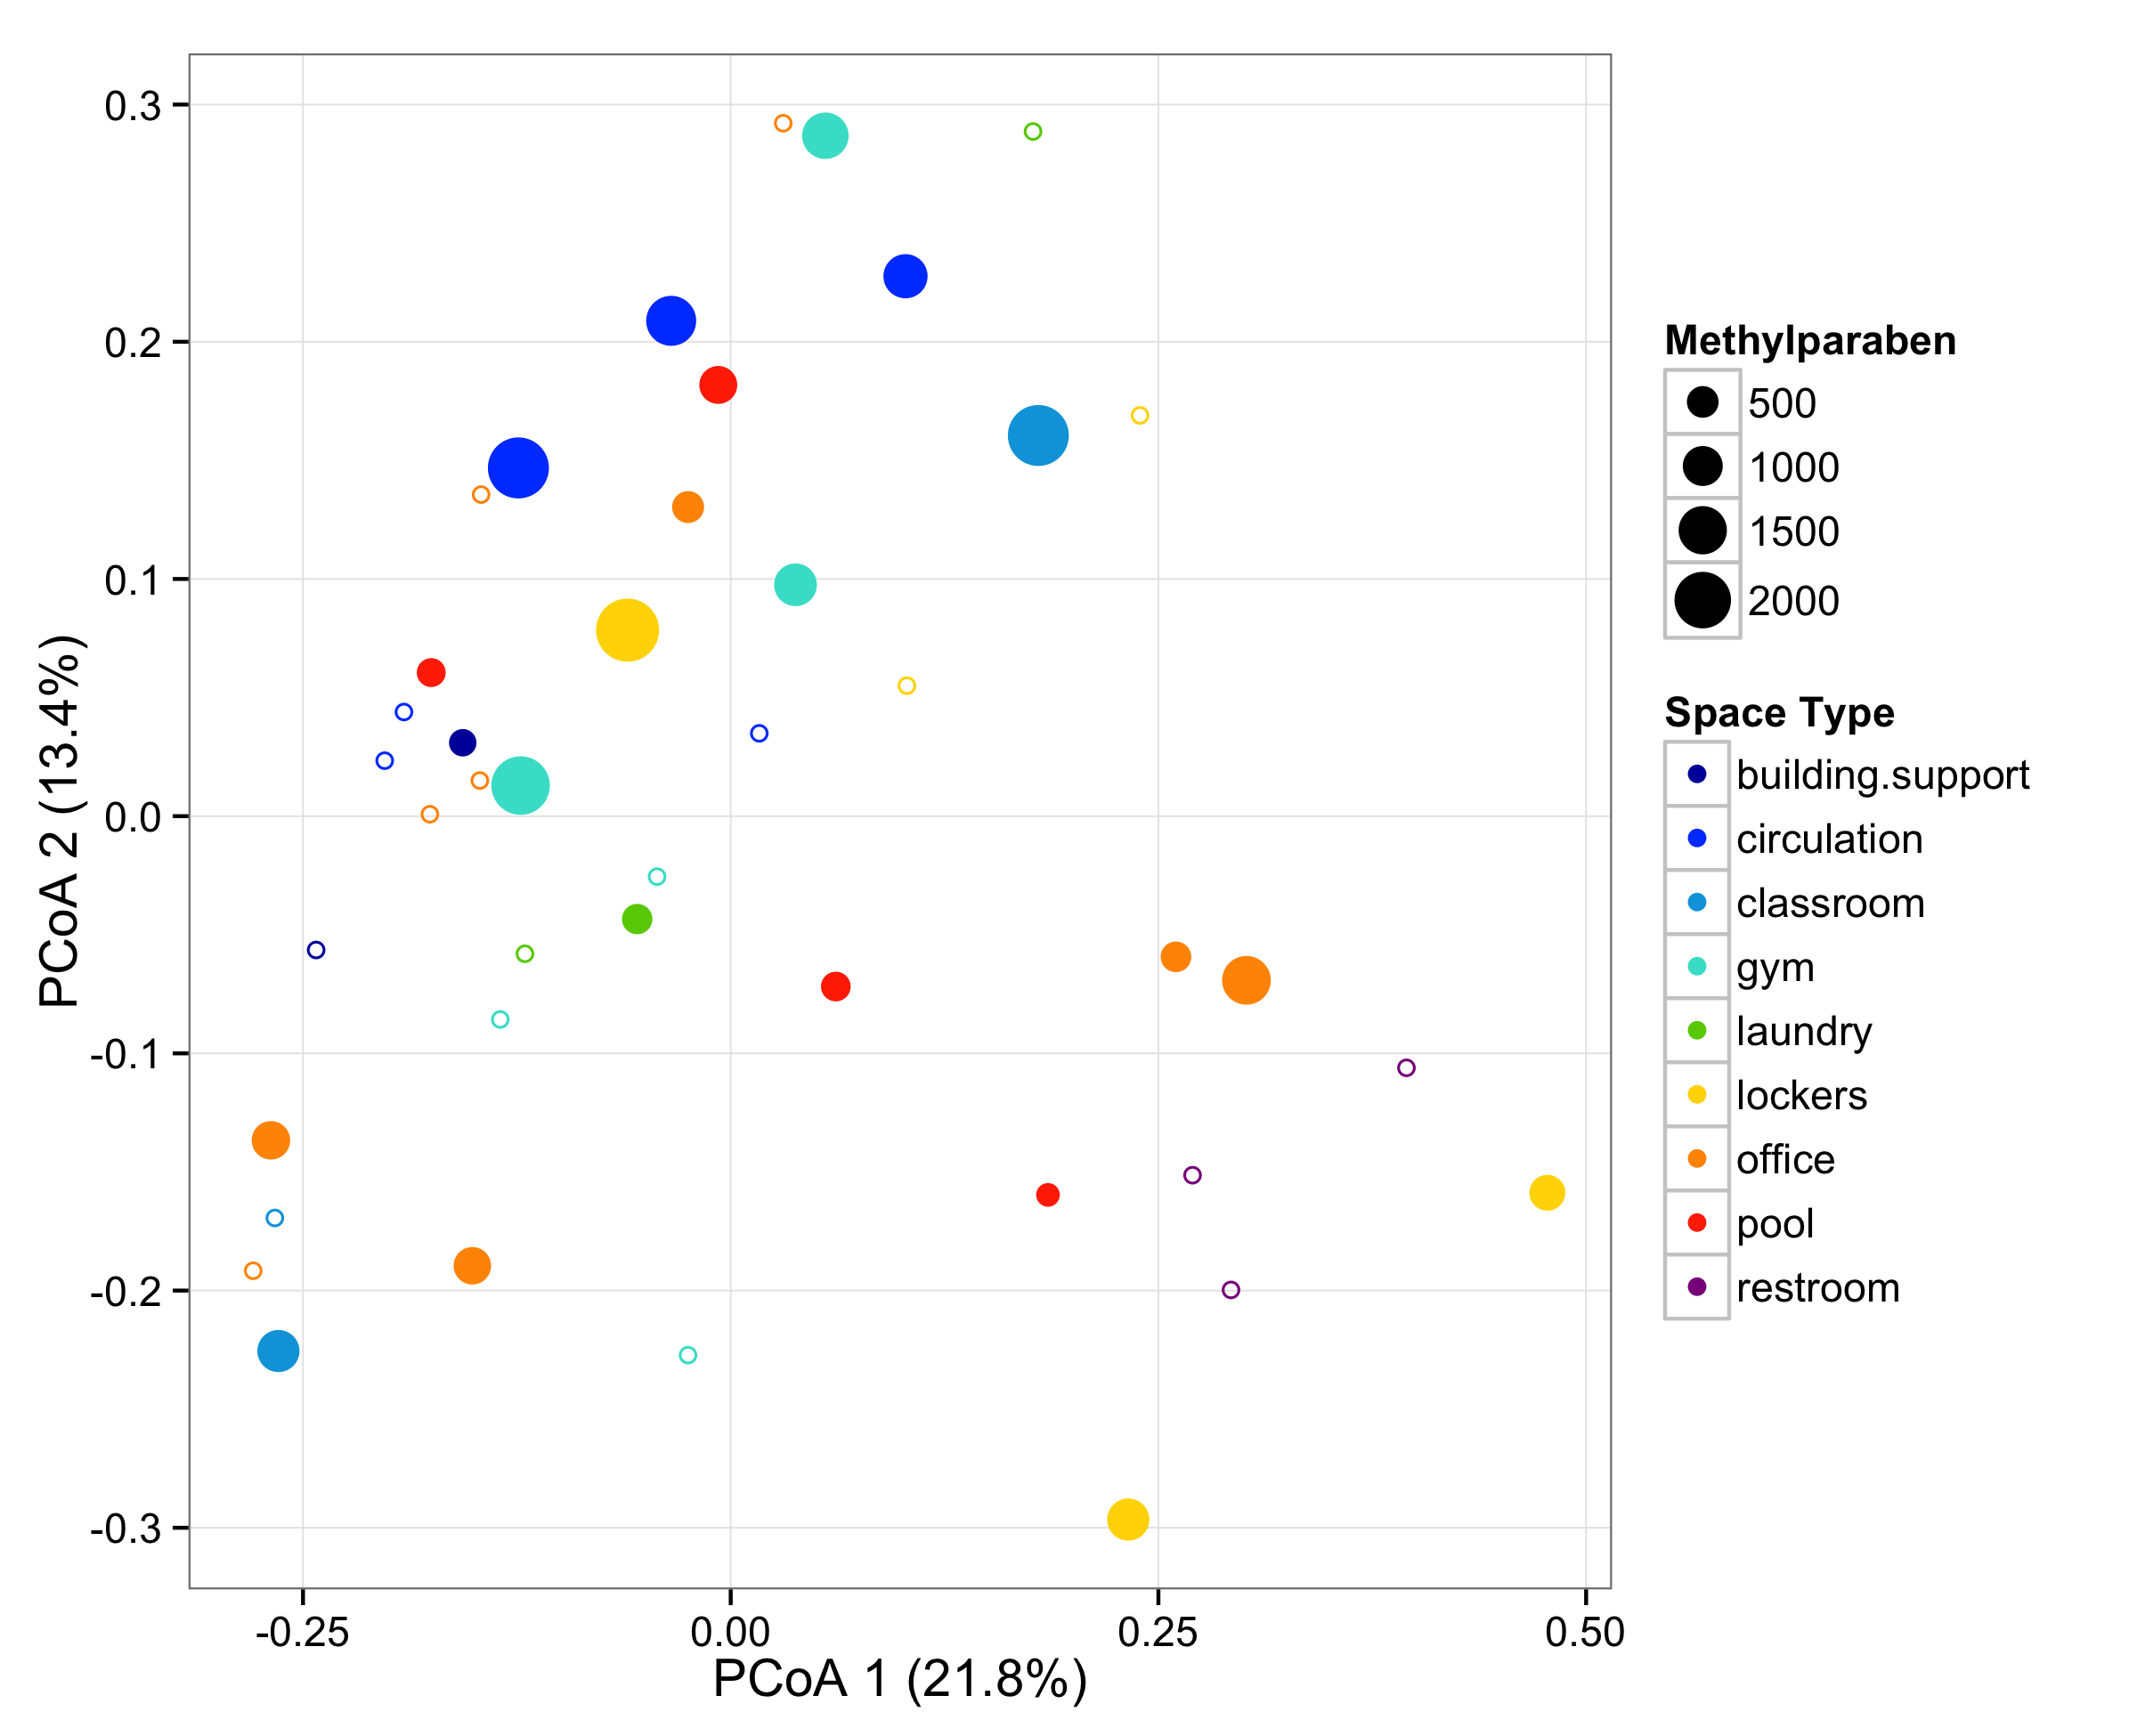 0.3
0.2
0.1
0.0
-0.1
-0.2
-0.3
PCoA 2 (13.4%)
-0.25
0.00
0.25
0.50
PCoA 1 (21.8%)
Methylparaben
500
1000
1500
2000
Space Type
building.support
circulation
classroom
gym
laundry
lockers
office
pool
restroom